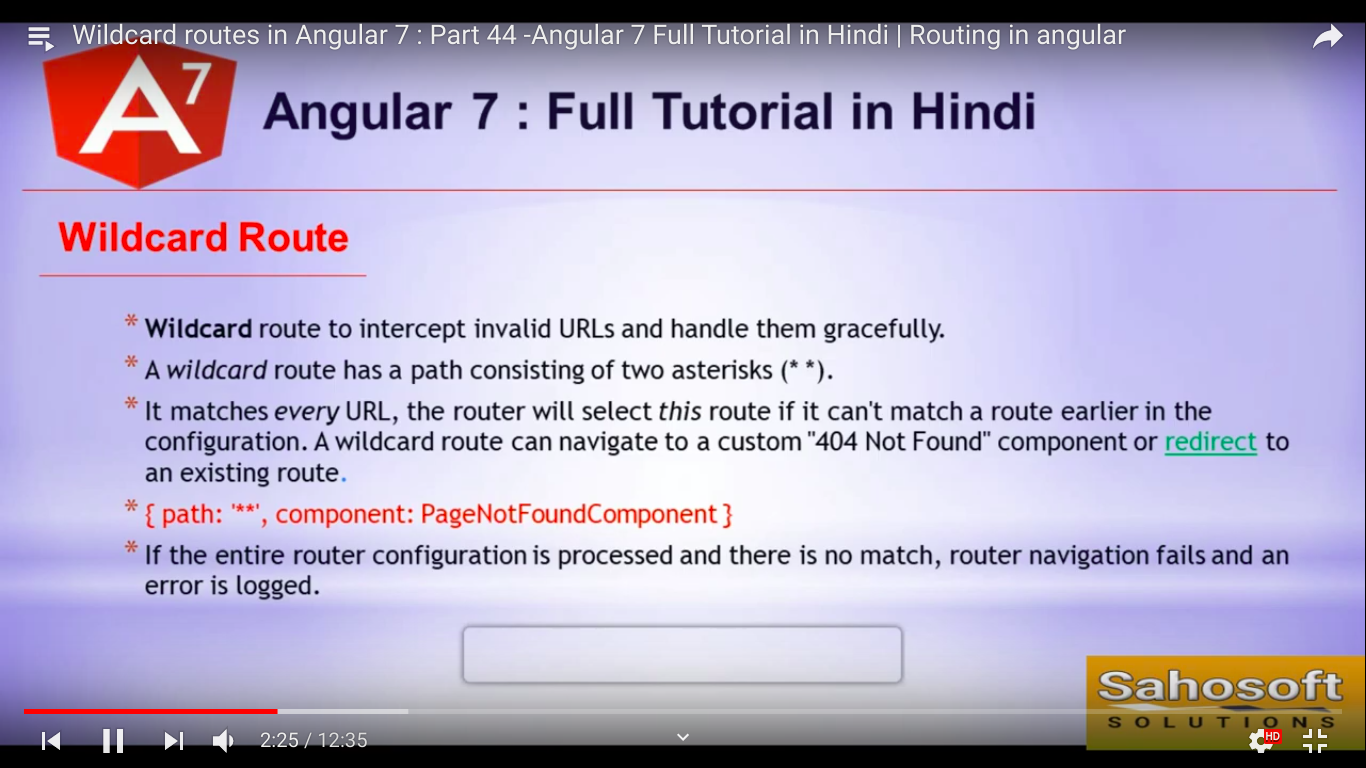 Wildcard routes in Angular 7 : Part 44 -Angular 7 Full Tutorial in Hindi | Routing in angular
A 7
Angular 7 : Full Tutorial in Hindi
Wildcard Route
* Wildcard route to intercept invalid URLs and handle them gracefully.
* A wildcard route has a path consisting of two asterisks (* *).
* It matches every URL, the router will select this route if it can't match a route earlier in the
configuration. A wildcard route can navigate to a custom "404 Not Found" component or redirect to
an existing route.
* { path: '**', component: PageNotFoundComponent }
* If the entire router configuration is processed and there is no match, router navigation fails and an
error is logged.
Sahosoft
SOLUTIONS
2:25 / 12:35
HD